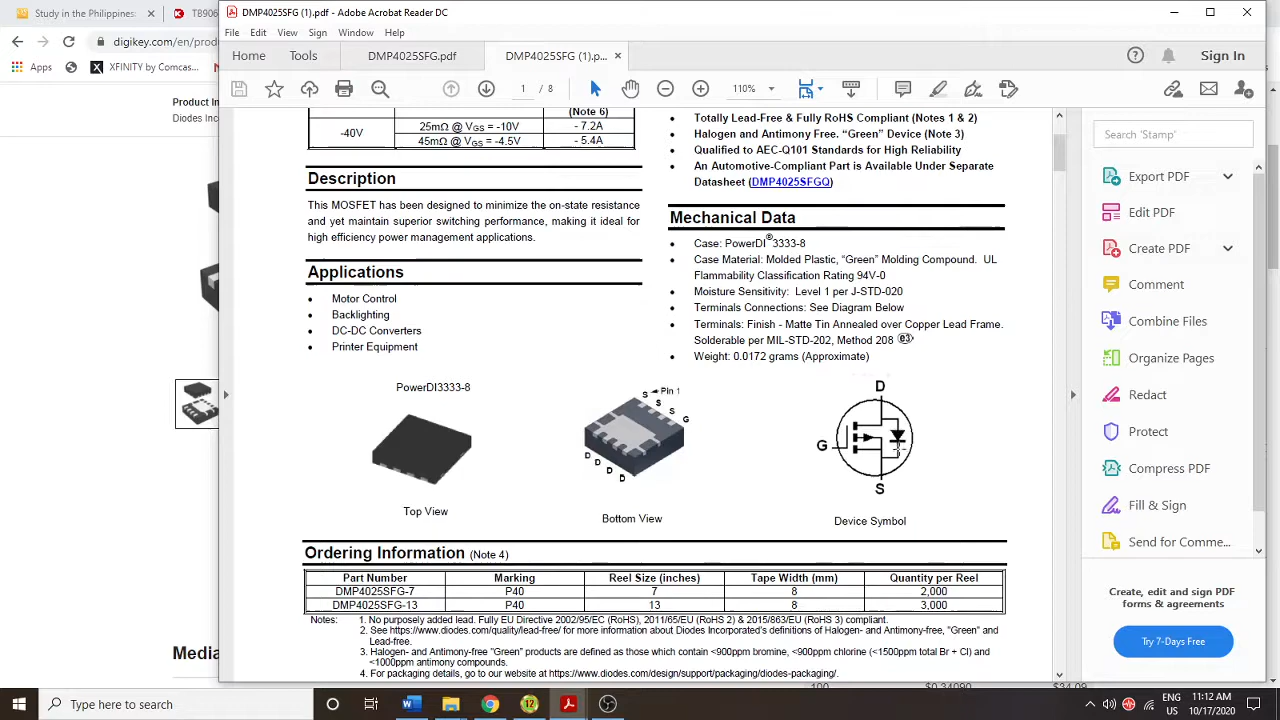 Study in the Philippines:
T8906
DMP4025SFG (1).pdf - Adobe Acrobat Reader DC
File Edit View Sign Window Help
digikey.com/en/pro
Home Tools DMP4025SFG.pdf DMP4025SFG (1).p... Sign In
Apps XFINITY by Comcas...
1 / 8 110%
Product In
Diodes Inc
(Note 6)
-40V
25mΩ @ VGS = -10V - 7.2A
45mΩ @ VGS = -4.5V - 5.4A
Description
This MOSFET has been designed to minimize the on-state resistance
and yet maintain superior switching performance, making it ideal for
high efficiency power management applications.
Applications
• Motor Control
• Backlighting
• DC-DC Converters
• Printer Equipment
• Totally Lead-Free & Fully RoHS Compliant (Notes 1 & 2)
• Halogen and Antimony Free. “Green” Device (Note 3)
• Qualified to AEC-Q101 Standards for High Reliability
• An Automotive-Compliant Part is Available Under Separate
Datasheet (DMP4025SFGQ)
Mechanical Data
• Case: PowerDI®3333-8
• Case Material: Molded Plastic, “Green” Molding Compound. UL
Flammability Classification Rating 94V-0
• Moisture Sensitivity: Level 1 per J-STD-020
• Terminals Connections: See Diagram Below
• Terminals: Finish - Matte Tin Annealed over Copper Lead Frame.
Solderable per MIL-STD-202, Method 208 e3
• Weight: 0.0172 grams (Approximate)
PowerDI3333-8
Top View
S Pin 1
S
S
G
D
D
D
D
Bottom View
D
G
S
Device Symbol
Ordering Information (Note 4)
Part Number Marking Reel Size (inches) Tape Width (mm) Quantity per Reel
DMP4025SFG-7 P40 7 8 2,000
DMP4025SFG-13 P40 13 8 3,000
Notes: 1. No purposely added lead. Fully EU Directive 2002/95/EC (RoHS), 2011/65/EU (RoHS 2) & 2015/863/EU (RoHS 3) compliant.
2. See https://www.diodes.com/quality/lead-free/ for more information about Diodes Incorporated’s definitions of Halogen- and Antimony-free, "Green" and
Lead-free.
3. Halogen- and Antimony-free "Green” products are defined as those which contain <900ppm bromine, <900ppm chlorine (<1500ppm total Br + Cl) and
<1000ppm antimony compounds.
4. For packaging details, go to our website at https://www.diodes.com/design/support/packaging/diodes-packaging/.
Search 'Stamp'
Export PDF
Edit PDF
Create PDF
Comment
Combine Files
Organize Pages
Redact
Protect
Compress PDF
Fill & Sign
Send for Comme...
Create, edit and sign PDF
forms & agreements
Try 7-Days Free
Media
100 $0.34090 $34.09
Type here to search
12
ENG
US
11:12 AM
10/17/2020